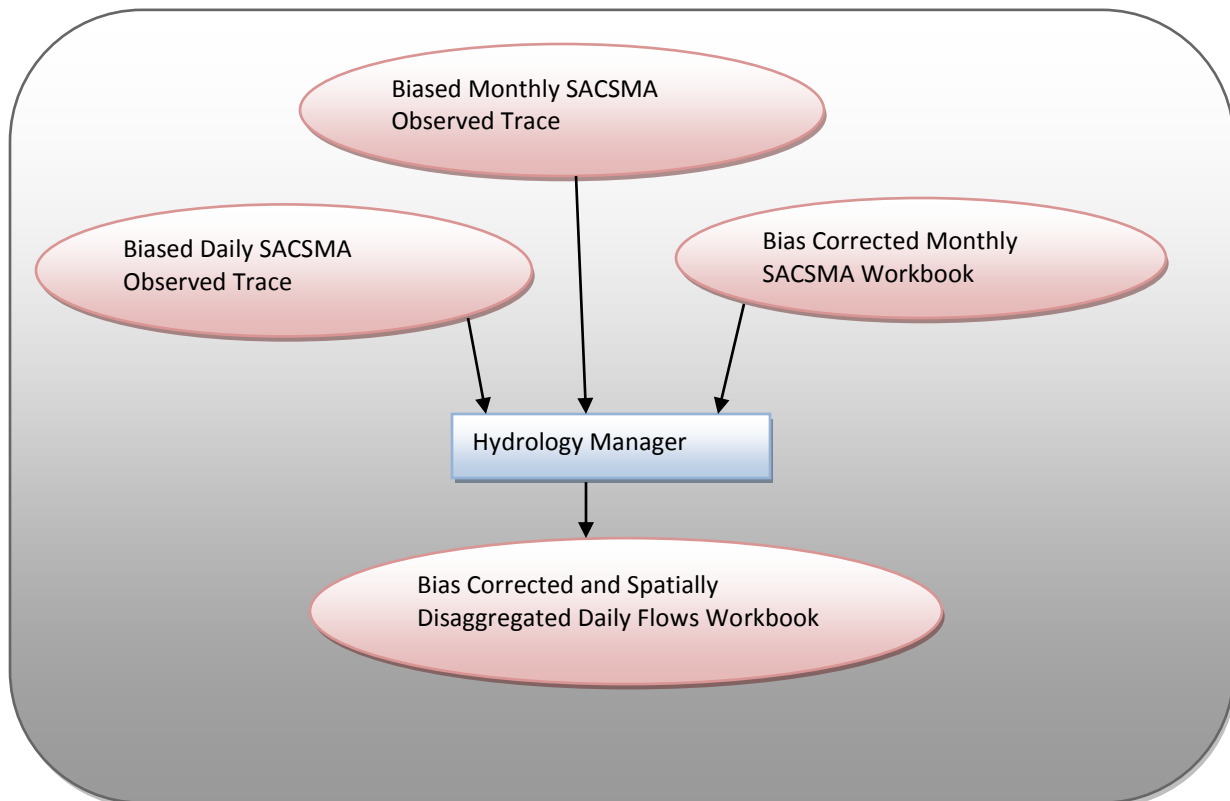 Biased Monthly SACSMA
Observed Trace
Biased Daily SACSMA
Observed Trace
Bias Corrected Monthly
SACSMA Workbook
Hydrology Manager
Bias Corrected and Spatially
Disaggregated Daily Flows Workbook